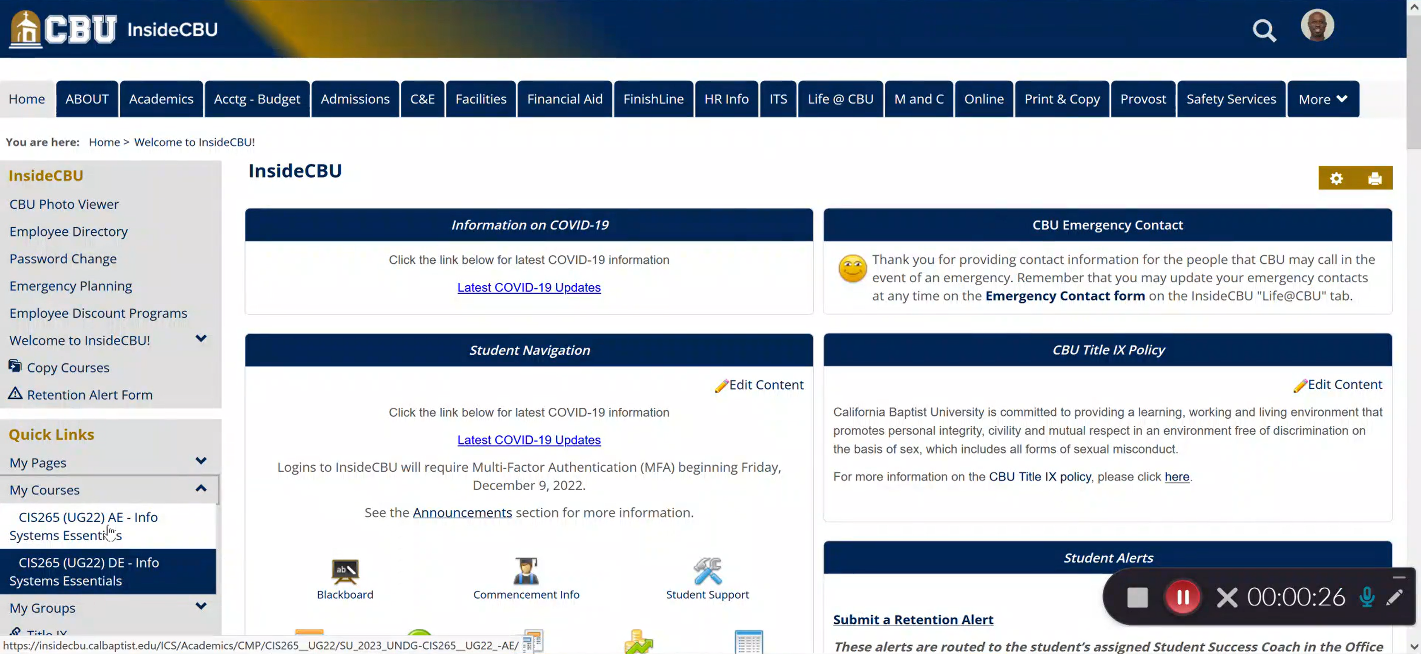 CBU InsideCBU
Home ABOUT Academics Acctg - Budget Admissions C&E Facilities Financial Aid FinishLine HR Info ITS Life @ CBU M and C Online Print & Copy Provost Safety Services More
You are here: Home > Welcome to InsideCBU!
InsideCBU
CBU Photo Viewer
Employee Directory
Password Change
Emergency Planning
Employee Discount Programs
Welcome to InsideCBU!
Copy Courses
Retention Alert Form
Quick Links
My Pages
My Courses
CIS265 (UG22) AE - Info
Systems Essentials
CIS265 (UG22) DE - Info
Systems Essentials
My Groups
Title IX
InsideCBU
Information on COVID-19
Click the link below for latest COVID-19 information
Latest COVID-19 Updates
Student Navigation
Edit Content
Click the link below for latest COVID-19 information
Latest COVID-19 Updates
Logins to InsideCBU will require Multi-Factor Authentication (MFA) beginning Friday,
December 9, 2022.
See the Announcements section for more information.
Blackboard Commencement Info Student Support
CBU Emergency Contact
Thank you for providing contact information for the people that CBU may call in the
event of an emergency. Remember that you may update your emergency contacts
at any time on the Emergency Contact form on the InsideCBU "Life@CBU" tab.
CBU Title IX Policy
Edit Content
California Baptist University is committed to providing a learning, working and living environment that
promotes personal integrity, civility and mutual respect in an environment free of discrimination on
the basis of sex, which includes all forms of sexual misconduct.
For more information on the CBU Title IX policy, please click here.
Student Alerts
Submit a Retention Alert
These alerts are routed to the student's assigned Student Success Coach in the Office
00:00:26
https://insidecbu.calbaptist.edu/ICS/Academics/CMP/CIS265__UG22/SU_2023_UNDG-CIS265__UG22_-AE/